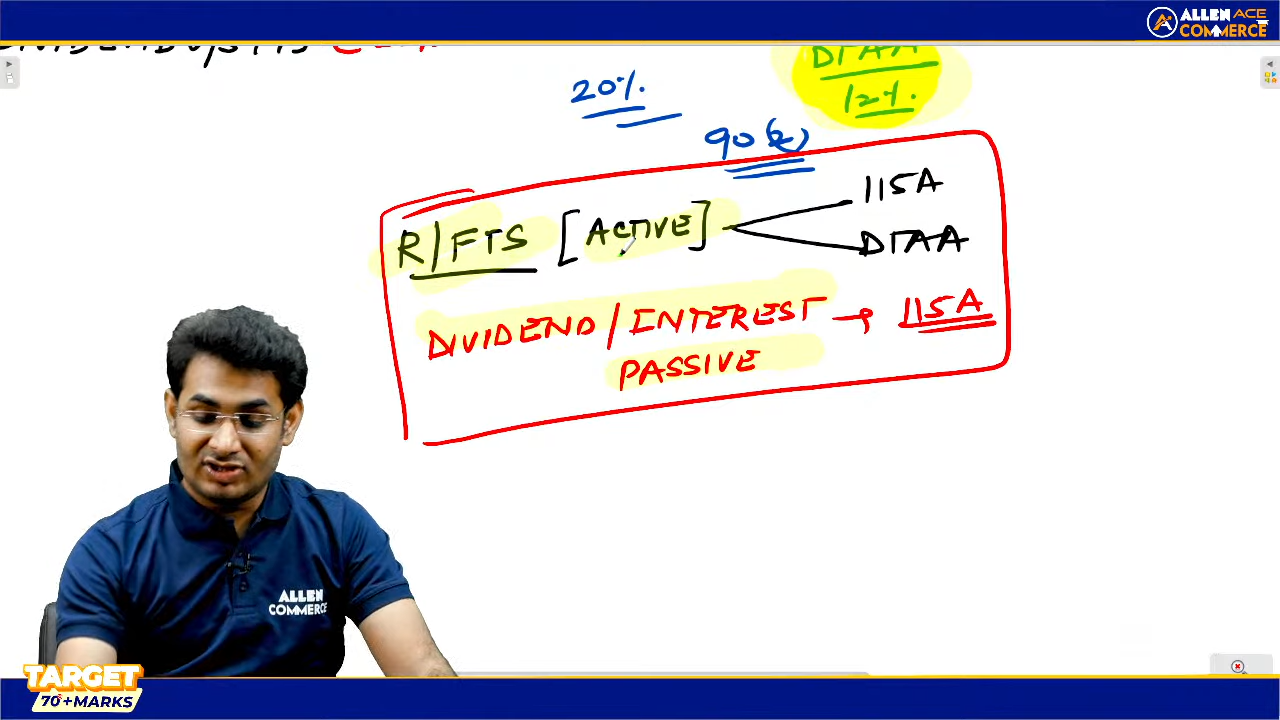 ALLEN ACE
COMMERCE
DTAA
12%.
20%.
90(2)
R/FTS [ACTIVE]
115A
DTAA
DIVIDEND/INTEREST → 115A
PASSIVE
ALLEN
COMMERCE
TARGET
70+MARKS